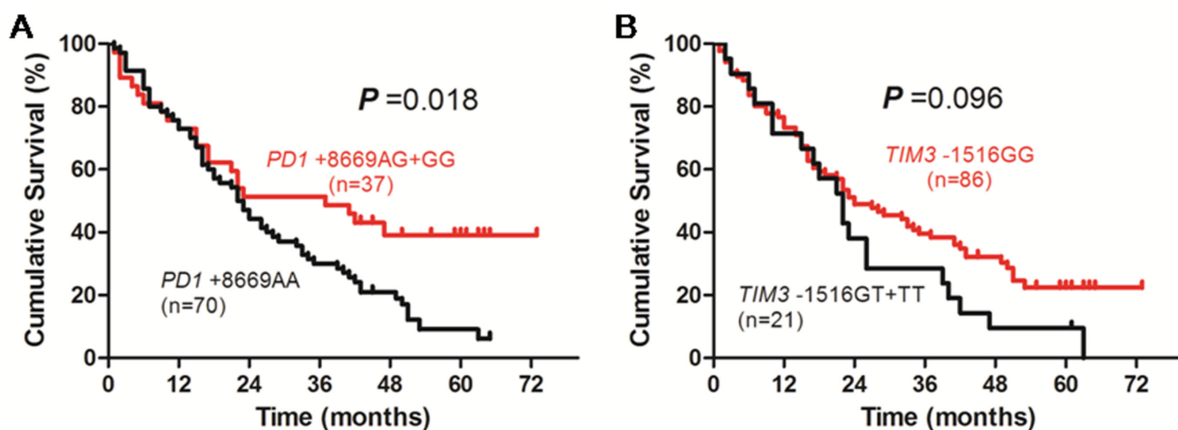 A
Cumulative Survival (%)
100
80
60
40
20
0
P =0.018
PD1 +8669AG+GG
(n=37)
PD1 +8669AA
(n=70)
0 12 24 36 48 60 72
Time (months)
B
Cumulative Survival (%)
100
80
60
40
20
0
P =0.096
TIM3 -1516GG
(n=86)
TIM3 -1516GT+TT
(n=21)
0 12 24 36 48 60 72
Time (months)